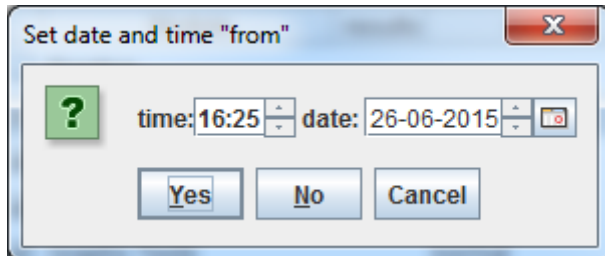 Set date and time "from"
time: 16:25 date: 26-06-2015
Yes No Cancel